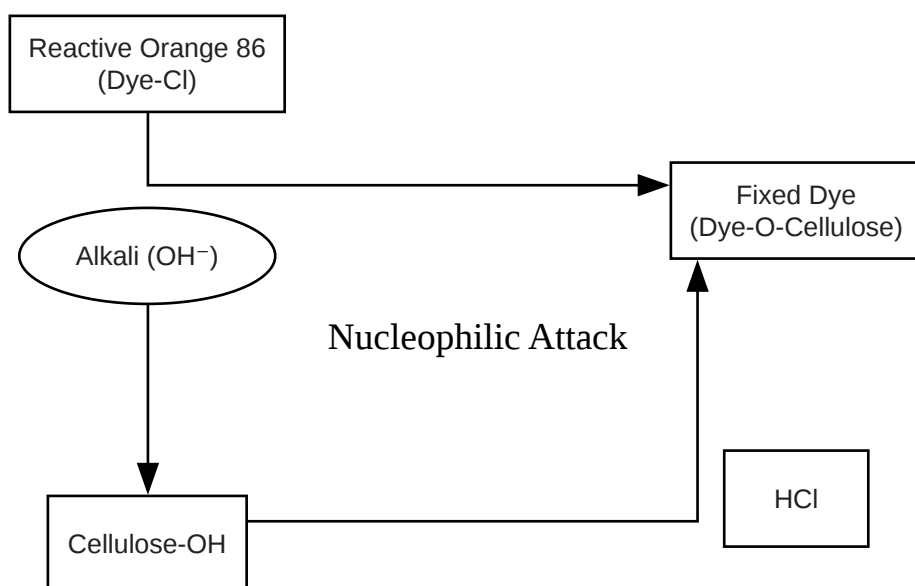 Reactive Orange 86
(Dye-Cl)
Fixed Dye
(Dye-O-Cellulose)
Alkali (OH⁻)
Nucleophilic Attack
HCl
Cellulose-OH